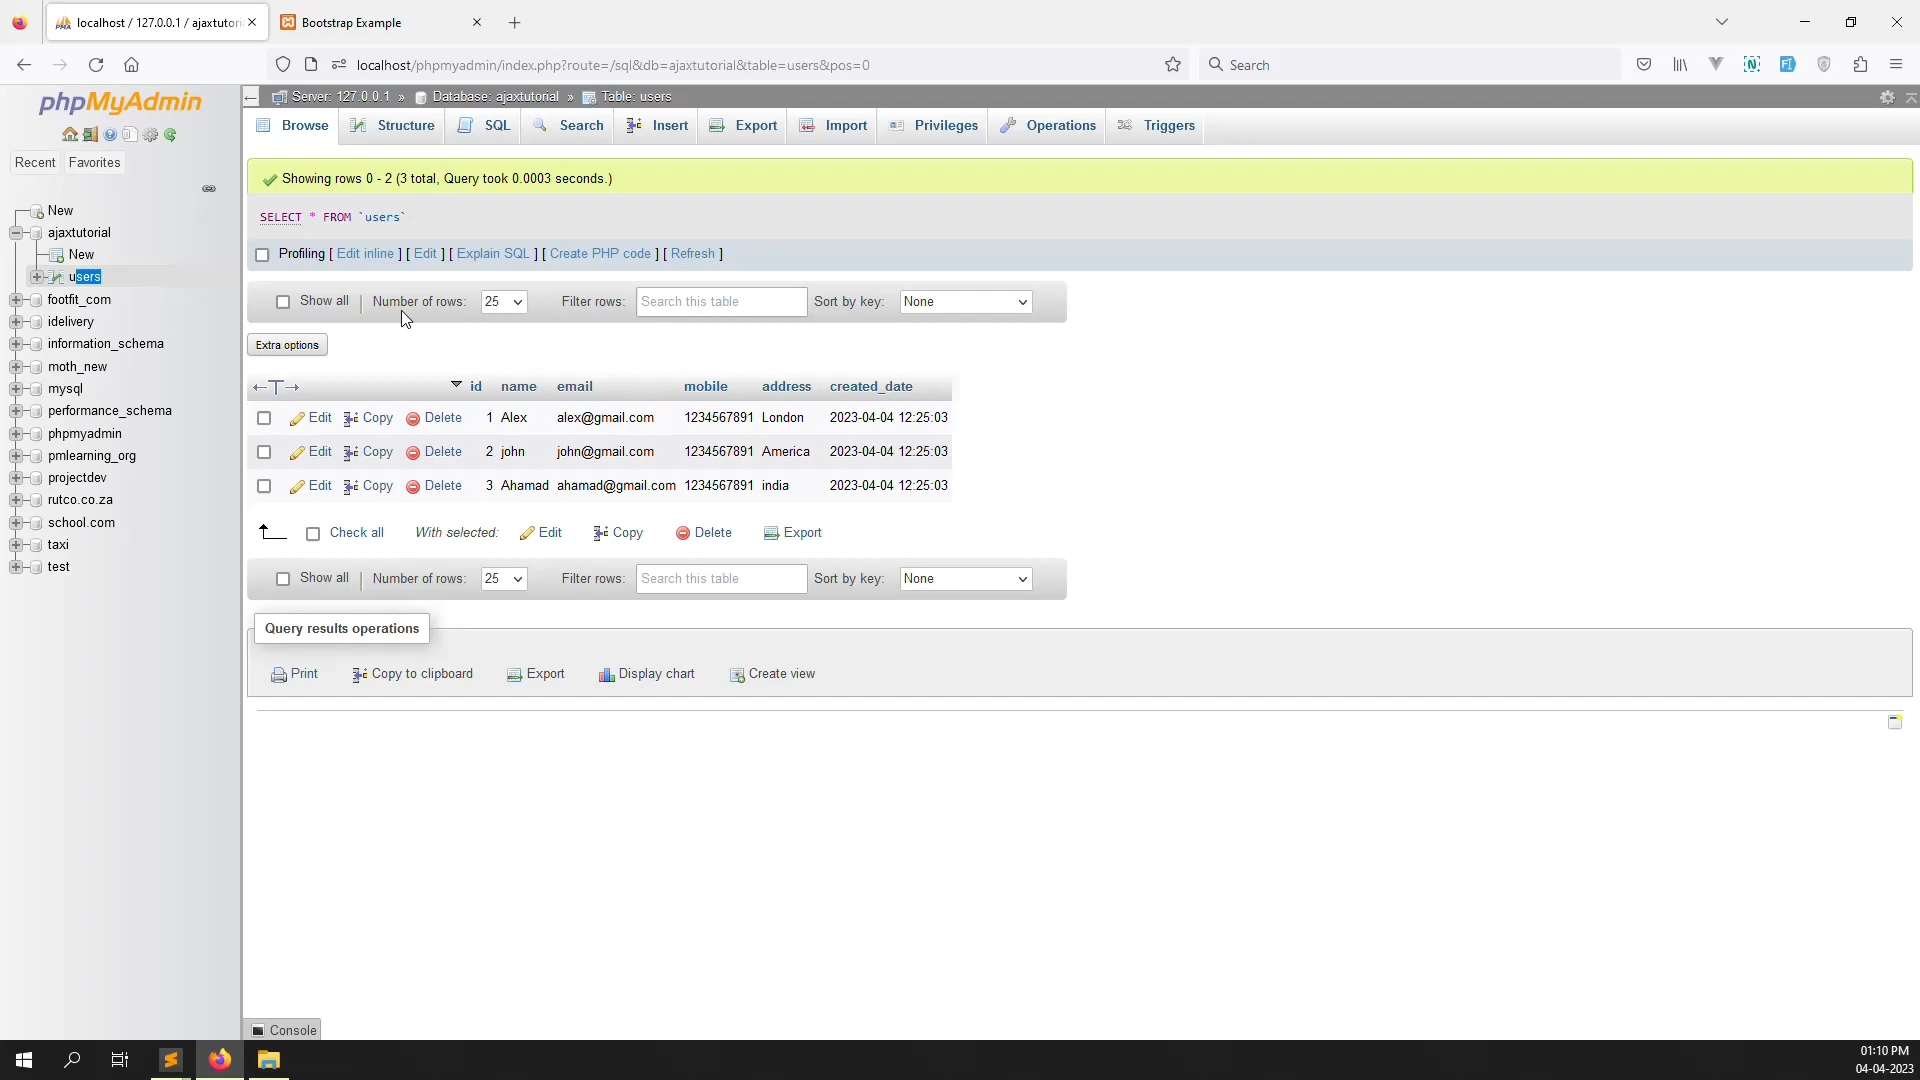 localhost / 127.0.0.1 / ajaxtutori
Bootstrap Example
localhost/phpmyadmin/index.php?route=/sql&db=ajaxtutorial&table=users&pos=0
Search
phpMyAdmin
Server: 127.0.0.1 » Database: ajaxtutorial » Table: users
Browse Structure SQL Search Insert Export Import Privileges Operations Triggers
Recent Favorites
New
ajaxtutorial
New
users
footfit_com
idelivery
information_schema
moth_new
mysql
performance_schema
phpmyadmin
pmlearning_org
projectdev
rutco.co.za
school.com
taxi
test
Showing rows 0 - 2 (3 total, Query took 0.0003 seconds.)
SELECT * FROM `users`
Profiling [ Edit inline ] [ Edit ] [ Explain SQL ] [ Create PHP code ] [ Refresh ]
Show all Number of rows: 25 Filter rows: Search this table Sort by key: None
Extra options
id name email mobile address created_date
Edit Copy Delete 1 Alex alex@gmail.com 1234567891 London 2023-04-04 12:25:03
Edit Copy Delete 2 john john@gmail.com 1234567891 America 2023-04-04 12:25:03
Edit Copy Delete 3 Ahamad ahamad@gmail.com 1234567891 india 2023-04-04 12:25:03
Check all With selected: Edit Copy Delete Export
Show all Number of rows: 25 Filter rows: Search this table Sort by key: None
Query results operations
Print Copy to clipboard Export Display chart Create view
Console
01:10 PM
04-04-2023